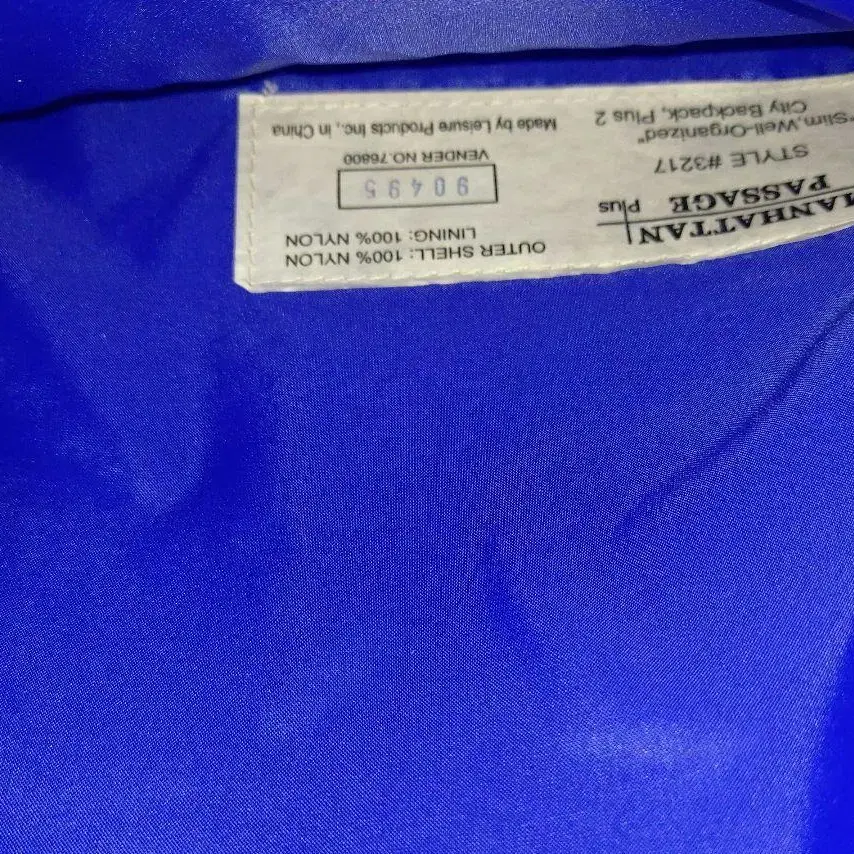 MANHATTAN
PASSAGE Plus
STYLE #3217
"Slim,Well-Organized"
City Backpack, Plus 2
OUTER SHELL: 100% NYLON
LINING: 100% NYLON
90495
VENDER NO.76800
Made by Leisure Products Inc., in China